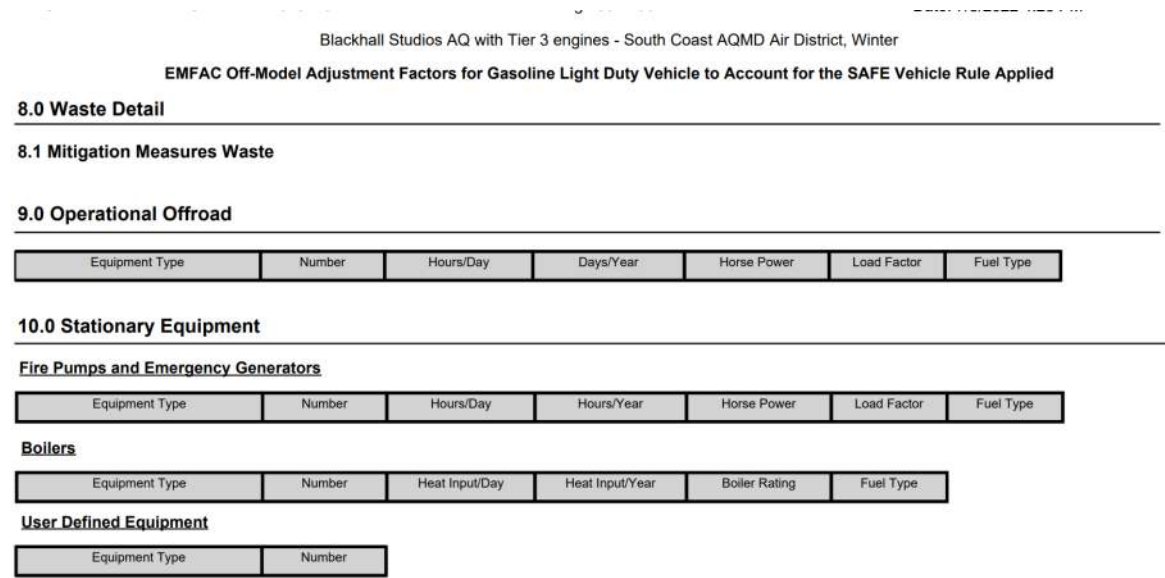 Blackhall Studios AQ with Tier 3 engines - South Coast AQMD Air District, Winter
EMFAC Off-Model Adjustment Factors for Gasoline Light Duty Vehicle to Account for the SAFE Vehicle Rule Applied
8.0 Waste Detail
8.1 Mitigation Measures Waste
9.0 Operational Offroad
Equipment Type Number Hours/Day Days/Year Horse Power Load Factor Fuel Type
10.0 Stationary Equipment
Fire Pumps and Emergency Generators
Equipment Type Number Hours/Day Hours/Year Horse Power Load Factor Fuel Type
Boilers
Equipment Type Number Heat Input/Day Heat Input/Year Boiler Rating Fuel Type
User Defined Equipment
Equipment Type Number